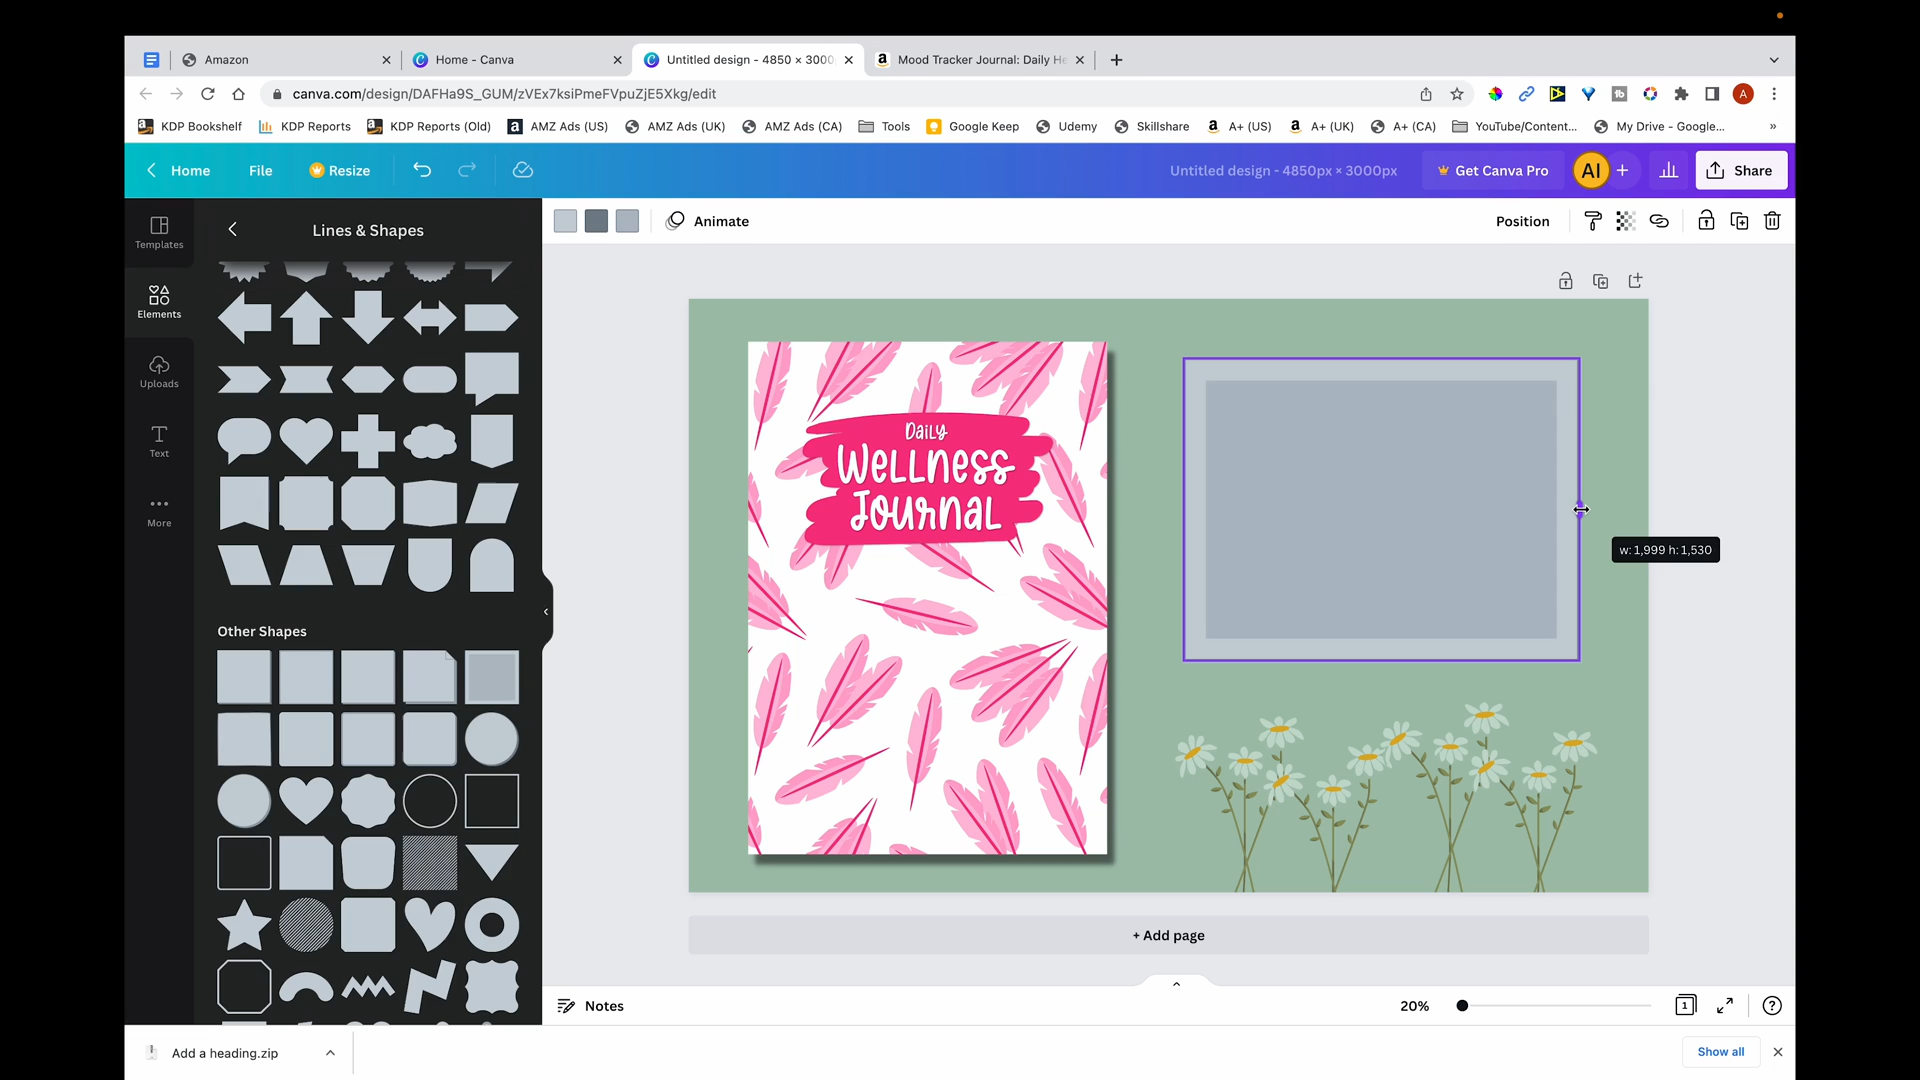 Amazon
Home - Canva
Untitled design - 4850 × 3000
Mood Tracker Journal: Daily He
canva.com/design/DAFHa9S_GUM/zVEx7ksiPmeFVpuZjE5Xkg/edit
A
KDP Bookshelf
KDP Reports
KDP Reports (Old)
AMZ Ads (US)
AMZ Ads (UK)
AMZ Ads (CA)
Tools
Google Keep
Udemy
Skillshare
A+ (US)
A+ (UK)
A+ (CA)
YouTube/Content...
My Drive - Google...
»
Home
File
Resize
Untitled design - 4850px × 3000px
Get Canva Pro
AI
+
Share
Templates
Elements
Uploads
Text
More
Lines & Shapes
Other Shapes
Animate
Position
Daily
Wellness
Journal
w: 1,999 h: 1,530
+ Add page
Notes
20%
1
Add a heading.zip
Show all